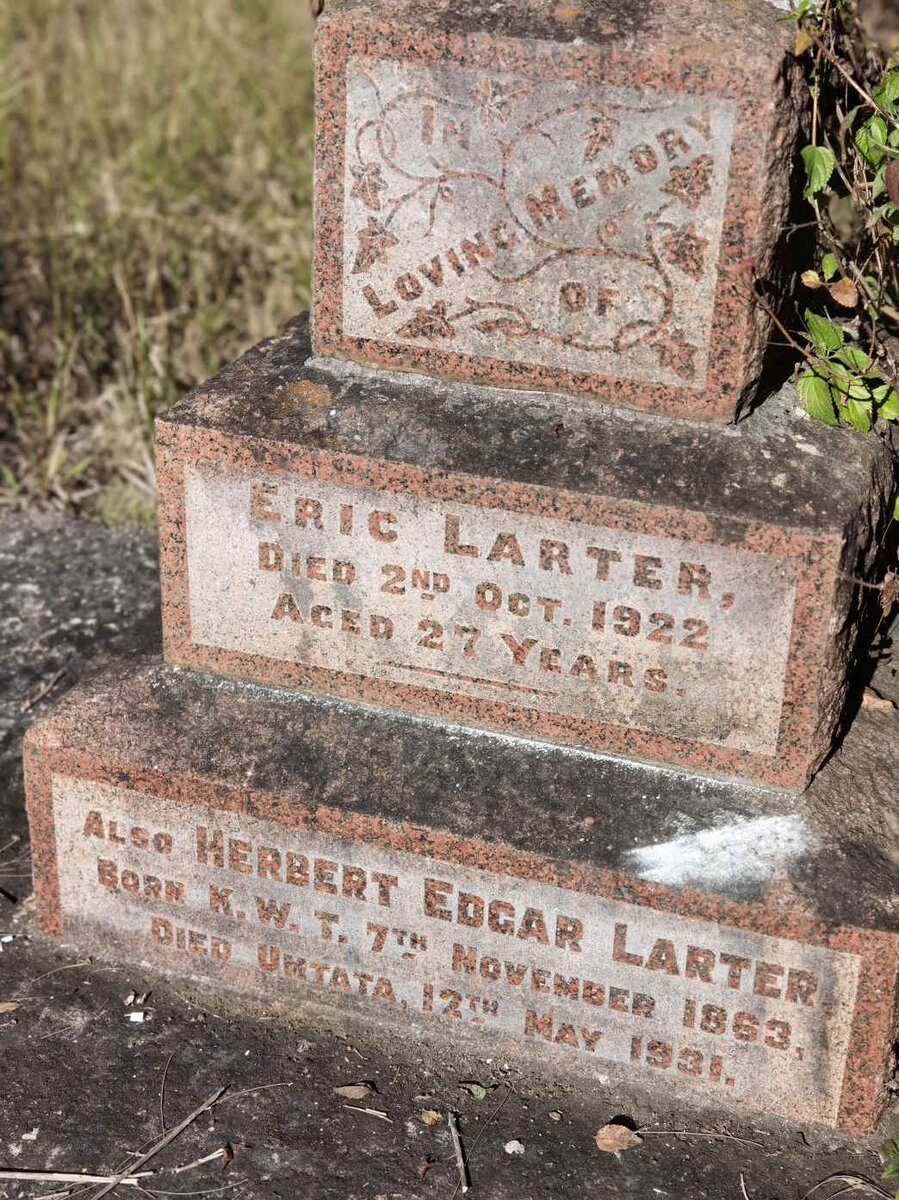 IN
LOVING MEMORY
OF
ERIC LARTER,
DIED 2ND OCT. 1922
AGED 27 YEARS.
ALSO HERBERT EDGAR LARTER
BORN K.W.T. 7TH NOVEMBER 1863,
DIED UMTATA, 12TH MAY 1931.